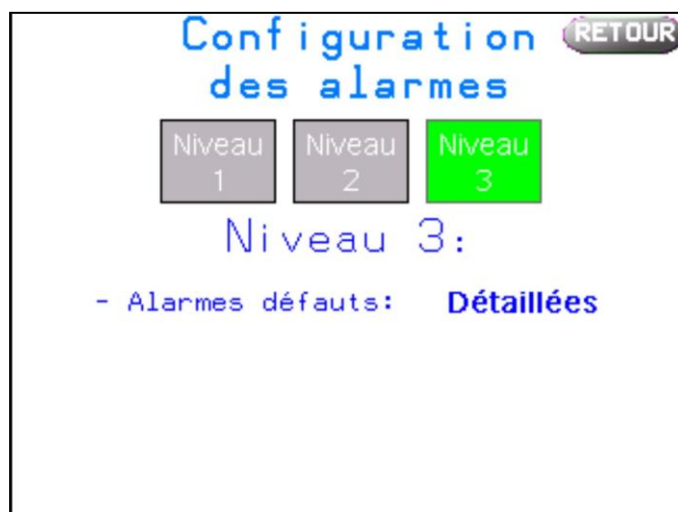 Configuration
RETOUR
des alarmes
Niveau
1
Niveau
2
Niveau
3
Niveau 3:
- Alarmes défauts: Détaillées